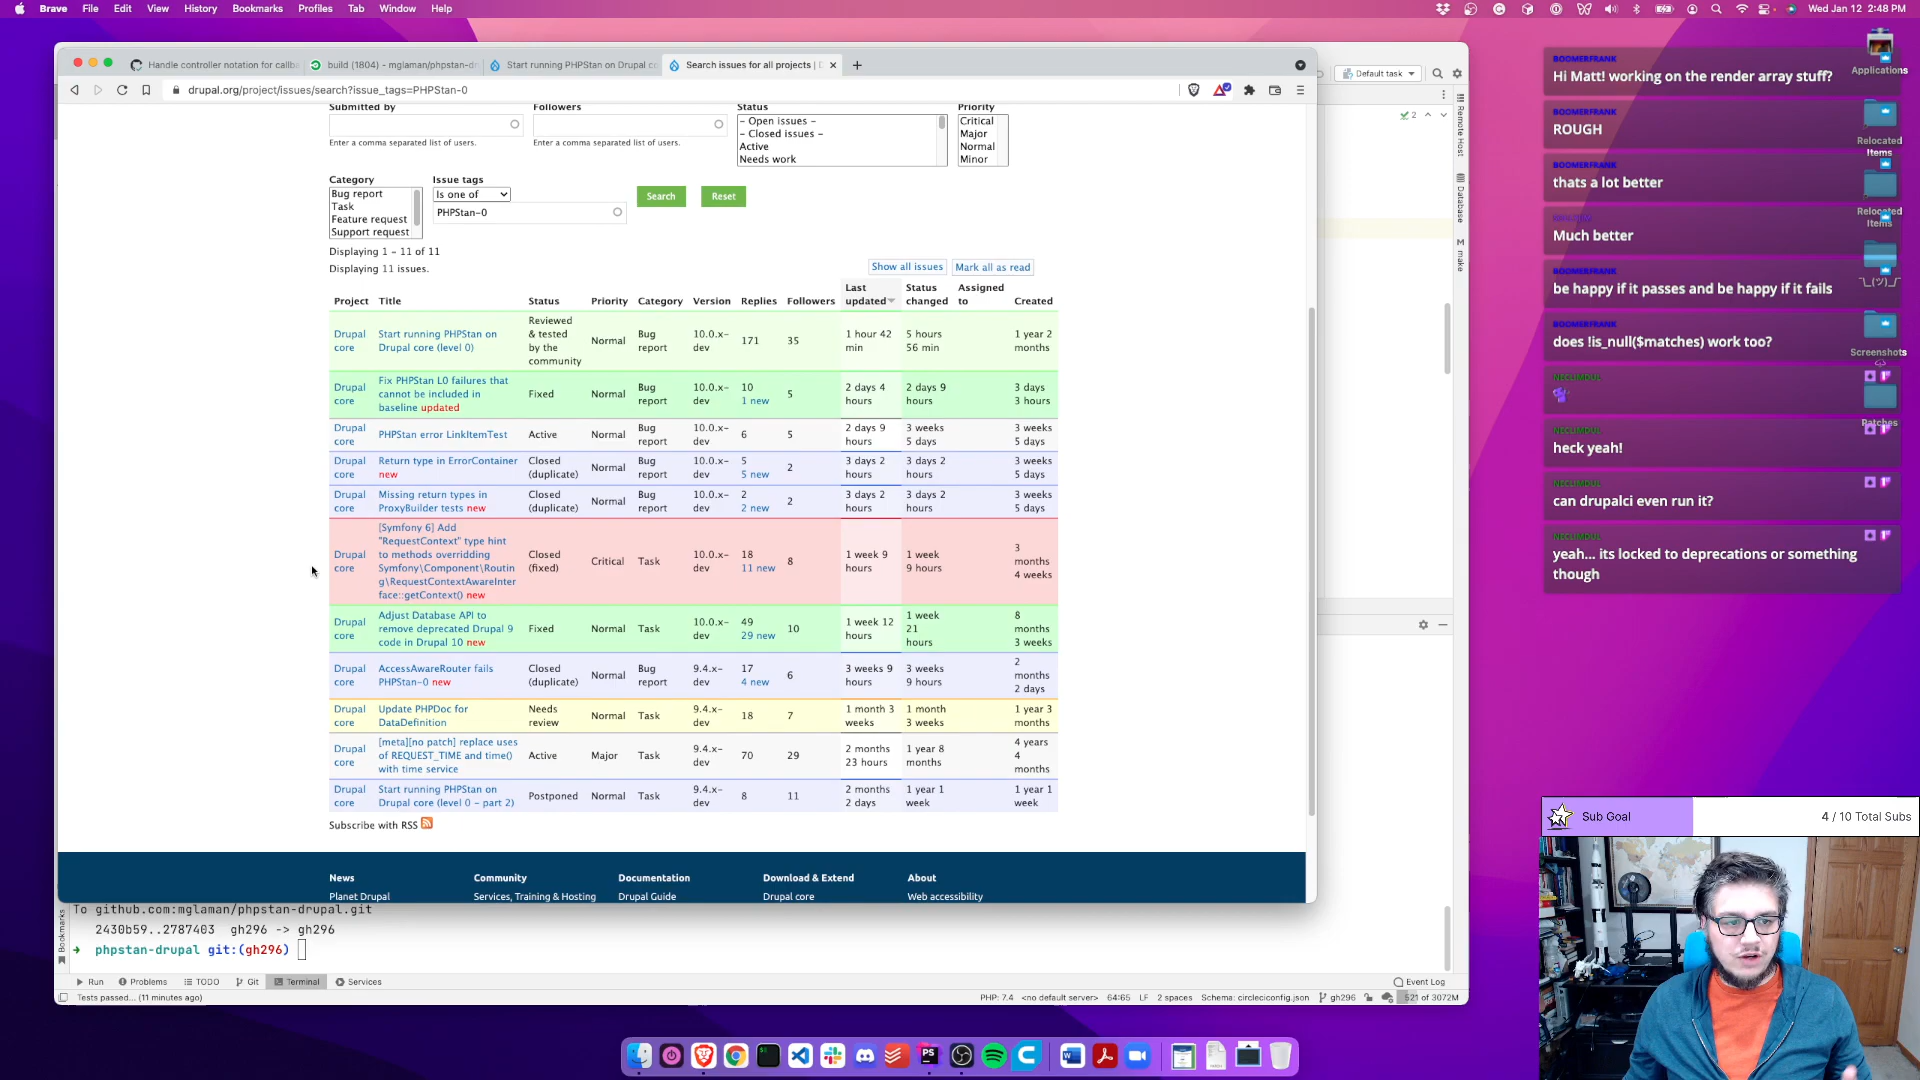 Brave File Edit View History Bookmarks Profiles Tab Window Help
Wed Jan 12 2:48 PM
Handle controller notation for callba
build (1804) - mglaman/phpstan-dr
Start running PHPStan on Drupal co
Search issues for all projects | D
drupal.org/project/issues/search?issue_tags=PHPStan-0
Default task
Submitted by
Enter a comma separated list of users.
Followers
Enter a comma separated list of users.
Status
- Open issues -
- Closed issues -
Active
Needs work
Priority
Critical
Major
Normal
Minor
Category
Bug report
Task
Feature request
Support request
Issue tags
Is one of
PHPStan-0
Search
Reset
Displaying 1 – 11 of 11
Displaying 11 issues.
Show all issues
Mark all as read
Project Title Status Priority Category Version Replies Followers Last updated Status changed Assigned to Created
Drupal core Start running PHPStan on Drupal core (level 0) Reviewed & tested by the community Normal Bug report 10.0.x-dev 171 35 1 hour 42 min 5 hours 56 min 1 year 2 months
Drupal core Fix PHPStan L0 failures that cannot be included in baseline updated Fixed Normal Bug report 10.0.x-dev 10 1 new 5 2 days 4 hours 2 days 9 hours 3 days 3 hours
Drupal core PHPStan error LinkItemTest Active Normal Bug report 10.0.x-dev 6 5 2 days 9 hours 3 weeks 5 days 3 weeks 5 days
Drupal core Return type in ErrorContainer new Closed (duplicate) Normal Bug report 10.0.x-dev 5 5 new 2 3 days 2 hours 3 days 2 hours 3 weeks 5 days
Drupal core Missing return types in ProxyBuilder tests new Closed (duplicate) Normal Bug report 10.0.x-dev 2 2 new 2 3 days 2 hours 3 days 2 hours 3 weeks 5 days
Drupal core [Symfony 6] Add "RequestContext" type hint to methods overridding Symfony\Component\Routing\RequestContextAwareInterface::getContext() new Closed (fixed) Critical Task 10.0.x-dev 18 11 new 8 1 week 9 hours 1 week 9 hours 3 months 4 weeks
Drupal core Adjust Database API to remove deprecated Drupal 9 code in Drupal 10 new Fixed Normal Task 10.0.x-dev 49 29 new 10 1 week 12 hours 1 week 21 hours 8 months 3 weeks
Drupal core AccessAwareRouter fails PHPStan-0 new Closed (duplicate) Normal Bug report 9.4.x-dev 17 4 new 6 3 weeks 9 hours 3 weeks 9 hours 2 months 2 days
Drupal core Update PHPDoc for DataDefinition Needs review Normal Task 9.4.x-dev 18 7 1 month 3 weeks 1 month 3 weeks 1 year 3 months
Drupal core [meta][no patch] replace uses of REQUEST_TIME and time() with time service Active Major Task 9.4.x-dev 70 29 2 months 23 hours 1 year 8 months 4 years 4 months
Drupal core Start running PHPStan on Drupal core (level 0 – part 2) Postponed Normal Task 9.4.x-dev 8 11 2 months 2 days 1 year 1 week 1 year 1 week
Subscribe with RSS
News Community Documentation Download & Extend About
Planet Drupal Services, Training & Hosting Drupal Guide Drupal core Web accessibility
To github.com:mglaman/phpstan-drupal.git
2430b59..2787403 gh296 -> gh296
phpstan-drupal git:(gh296)
Bookmarks
Run Problems TODO Git Terminal Services
Event Log
Tests passed... (11 minutes ago)
PHP: 7.4 <no default server> 64:65 LF 2 spaces Schema: circleciconfig.json gh296 521 of 3072M
2
Remote Host
Database
M make
BOOMERFRANK
Hi Matt! working on the render array stuff?
BOOMERFRANK
ROUGH
BOOMERFRANK
thats a lot better
Much better
BOOMERFRANK
be happy if it passes and be happy if it fails
BOOMERFRANK
does !is_null($matches) work too?
NECUMDUL
NECUMDUL
heck yeah!
NECUMDUL
can drupalci even run it?
NECUMDUL
yeah... its locked to deprecations or something
though
Applications
Relocated
Items
Relocated
Items
¯\_(ツ)_/¯
Screenshots
Patches
Sub Goal
4 / 10 Total Subs
PS